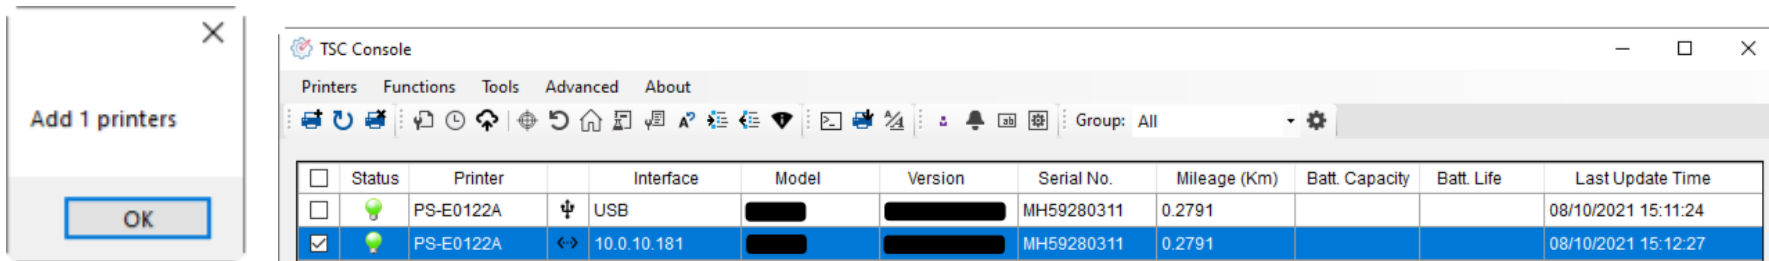 Add 1 printers
OK
TSC Console
Printers Functions Tools Advanced About
Group: All
Status Printer Interface Model Version Serial No. Mileage (Km) Batt. Capacity Batt. Life Last Update Time
PS-E0122A USB MH59280311 0.2791 08/10/2021 15:11:24
PS-E0122A 10.0.10.181 MH59280311 0.2791 08/10/2021 15:12:27